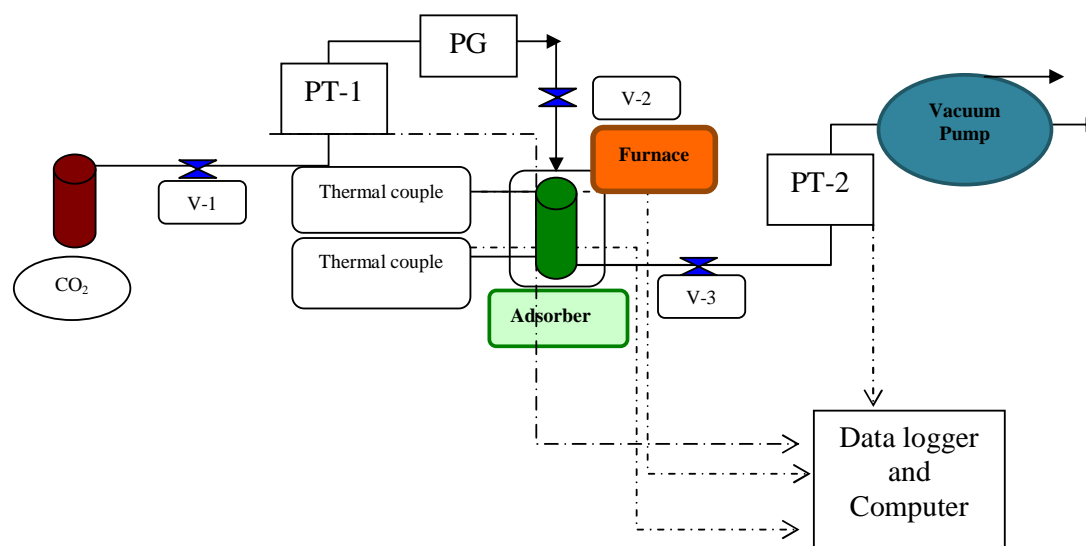 PG
PT-1
V-2
Vacuum
Pump
Furnace
Thermal couple
PT-2
V-1
Thermal couple
CO₂
V-3
Adsorber
Data logger
and
Computer